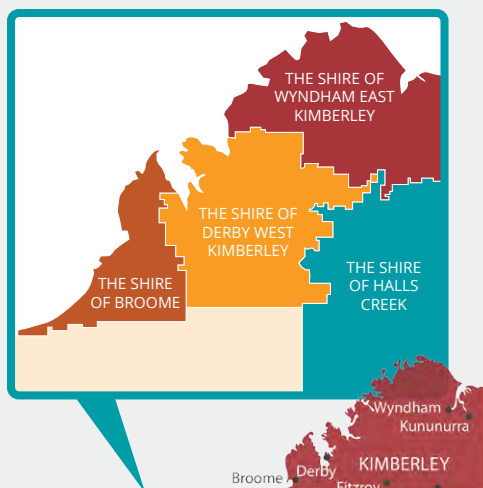 THE SHIRE OF
WYNDHAM EAST
KIMBERLEY
THE SHIRE OF
DERBY WEST
KIMBERLEY
THE SHIRE
OF BROOME
THE SHIRE
OF HALLS
CREEK
Wyndham
Kununurra
KIMBERLEY
Derby
Broome
Fitzroy